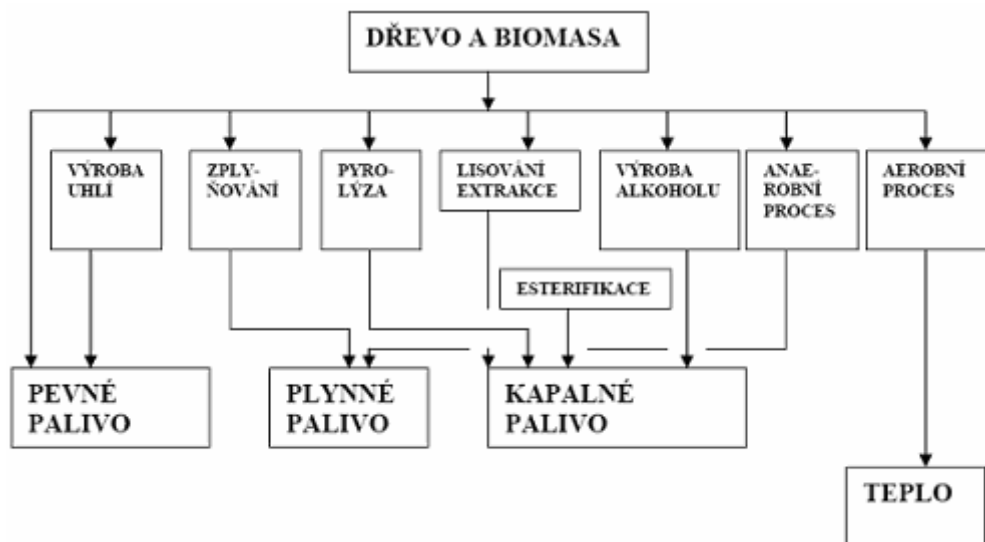 DŘEVO A BIOMASA
VÝROBA
UHLÍ
ZPLY-
ŇOVÁNÍ
PYRO-
LÝZA
LISOVÁNÍ
EXTRAKCE
VÝROBA
ALKOHOLU
ANAE-
ROBNÍ
PROCES
AEROBNÍ
PROCES
ESTERIFIKACE
PEVNÉ
PALIVO
PLYNNÉ
PALIVO
KAPALNÉ
PALIVO
TEPLO